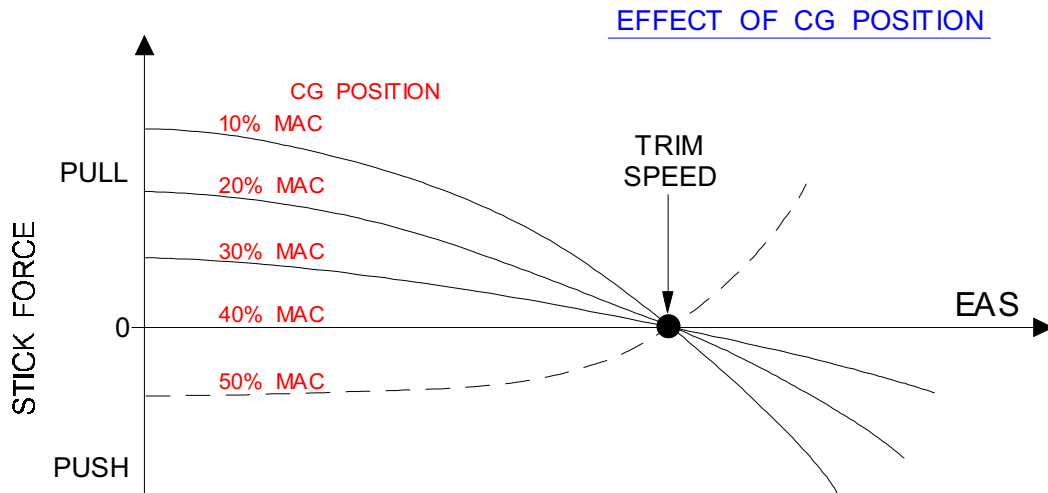 EFFECT OF CG POSITION
CG POSITION
10% MAC
TRIM
SPEED
PULL
20% MAC
30% MAC
STICK FORCE
EAS
0
40% MAC
50% MAC
PUSH